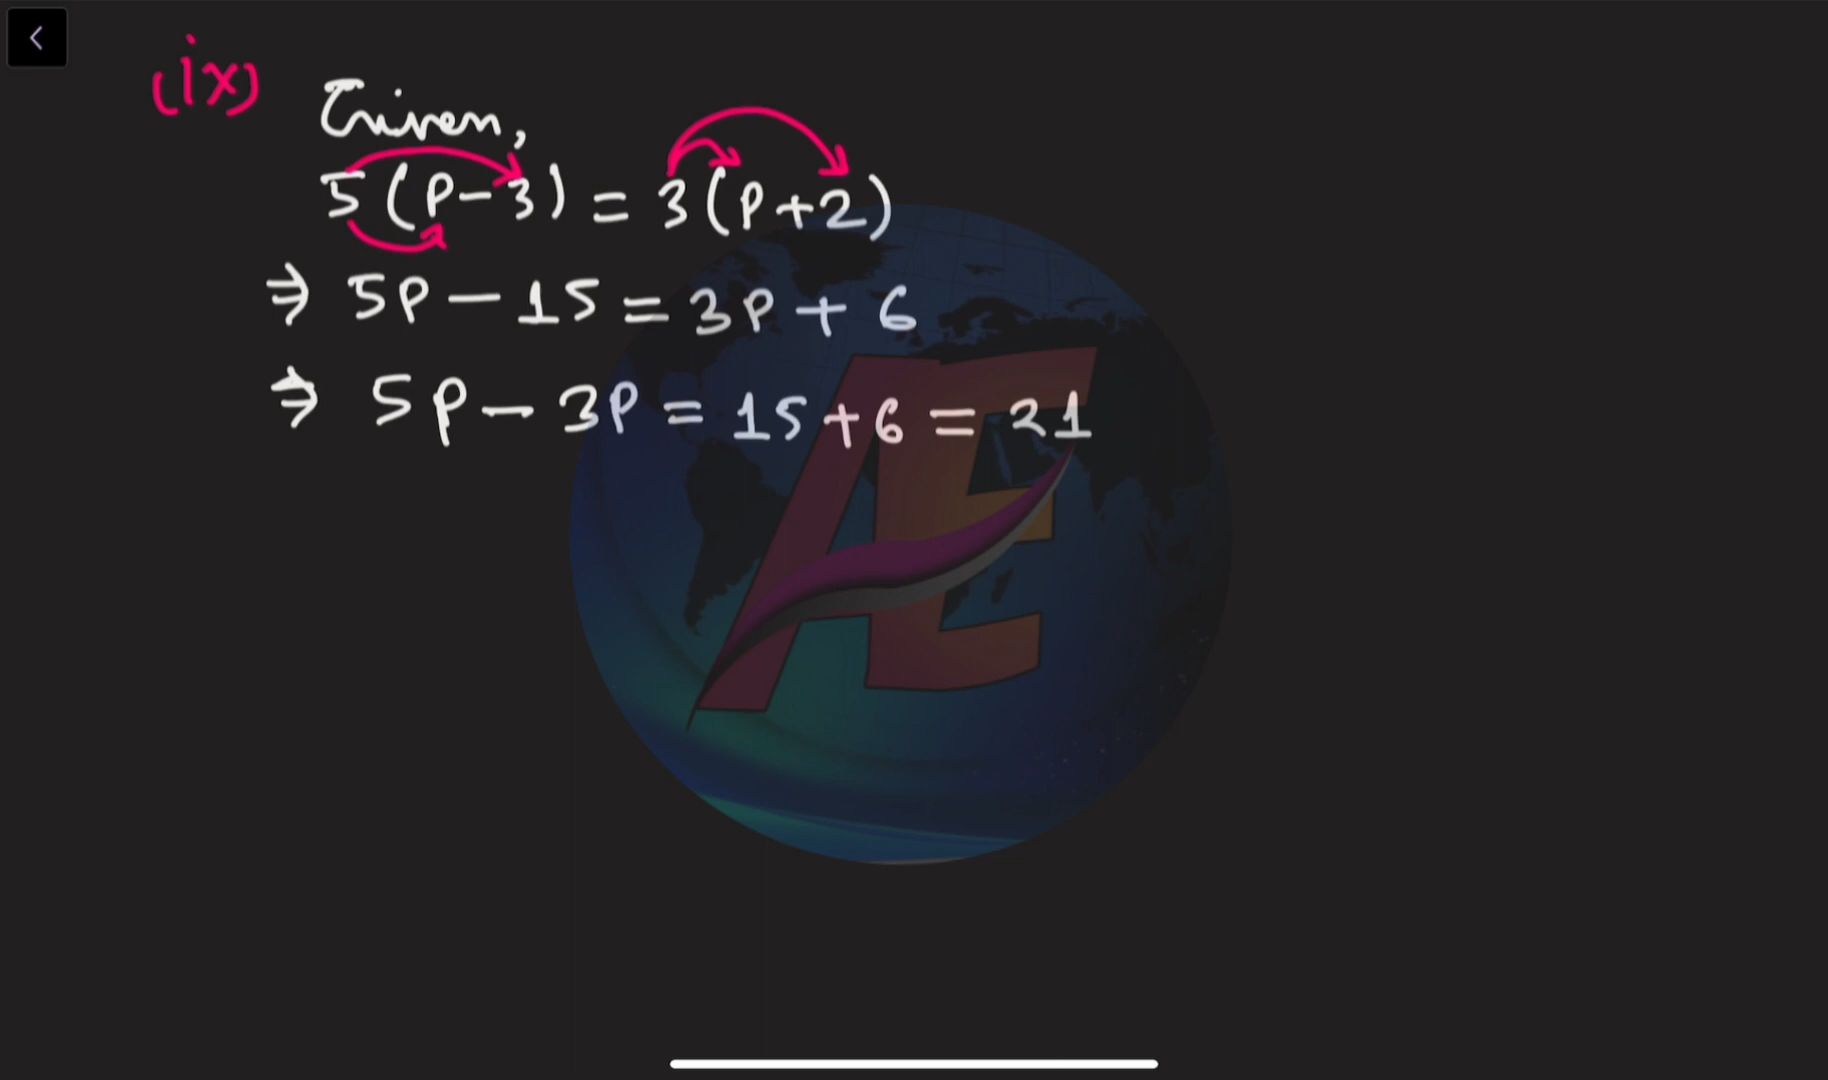 (ix)
Given,
5(P-3) = 3(P+2)
⇒ 5P - 15 = 3P + 6
⇒ 5P - 3P = 15 + 6 = 21
Æ